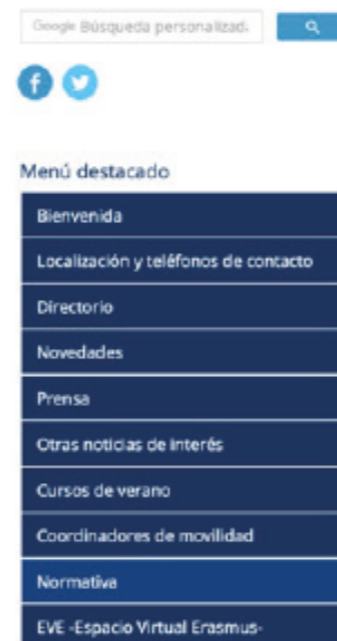 Google Búsqueda personalizad.
Menú destacado
Bienvenida
Localización y teléfonos de contacto
Directorio
Novedades
Prensa
Otras noticias de interés
Cursos de verano
Coordinadores de movilidad
Normativa
EVE -Espacio Virtual Erasmus-